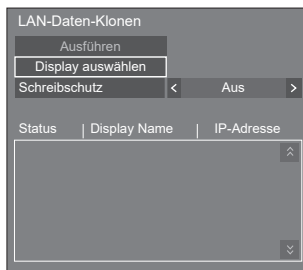 LAN-Daten-Klonen
Ausführen
Display auswählen
Schreibschutz < Aus >
Status | Display Name | IP-Adresse